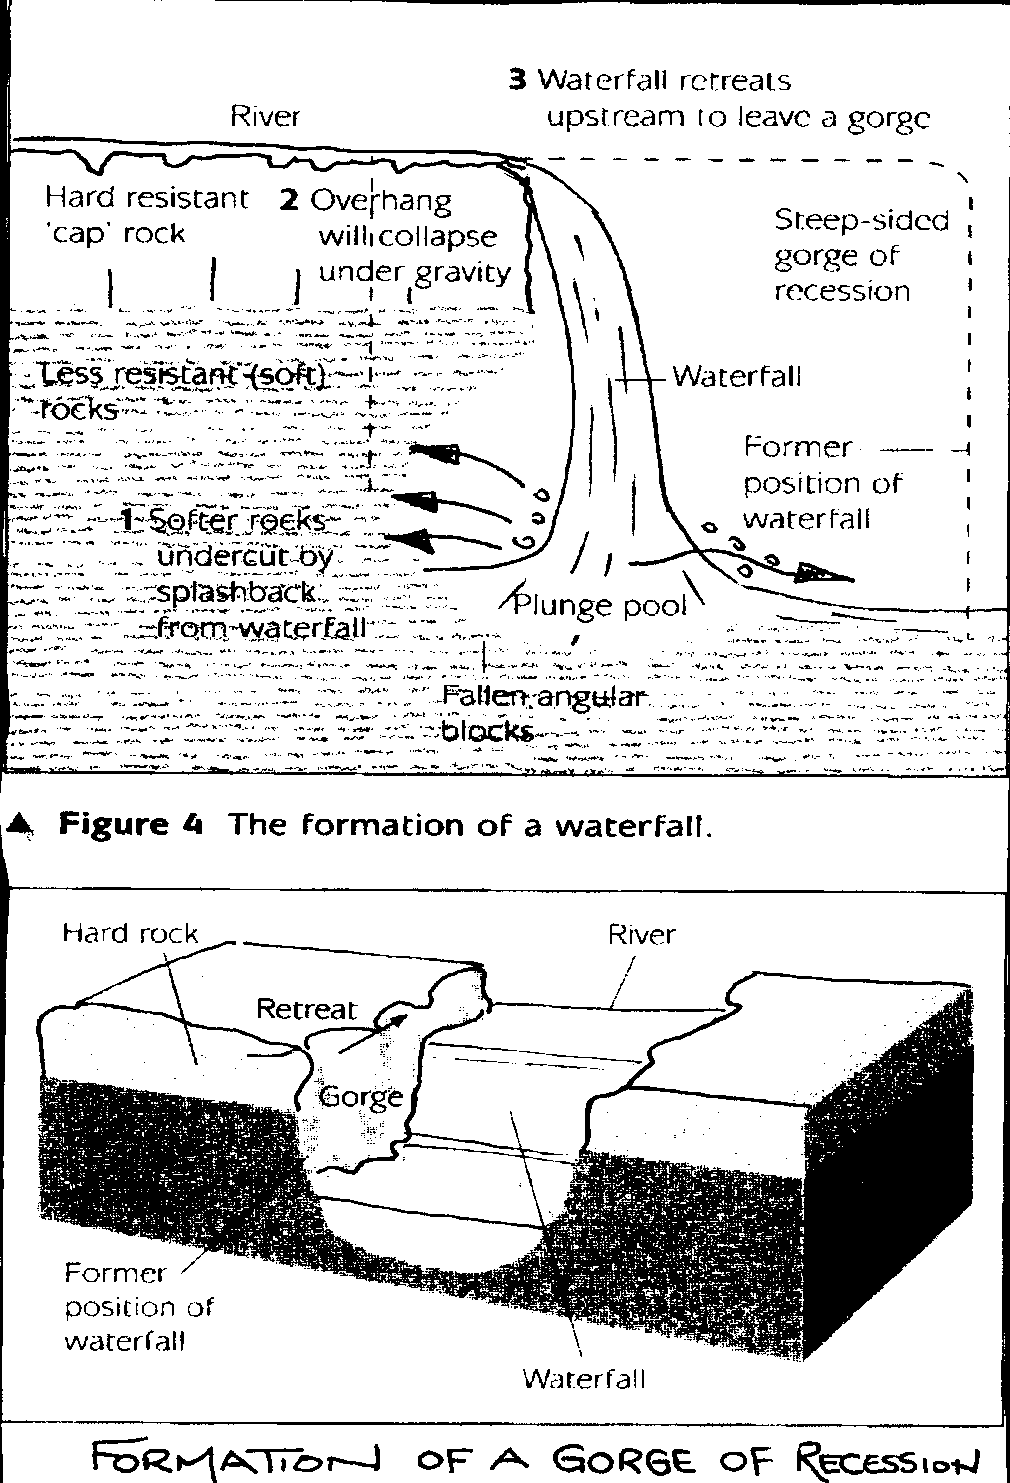 3 Waterfall retreats
upstream to leave a gorge
River
Hard resistant
'cap' rock
2 Overhang
will collapse
under gravity
Steep-sided
gorge of
recession
Less resistant (soft)
rocks
Waterfall
Former
position of
waterfall
1 Softer rocks
undercut by
splashback
from waterfall
Plunge pool
Fallen angular
blocks
▲ Figure 4 The formation of a waterfall.
Hard rock
River
Retreat
Gorge
Former
position of
waterfall
Waterfall
FORMATION OF A GORGE OF RECESSION